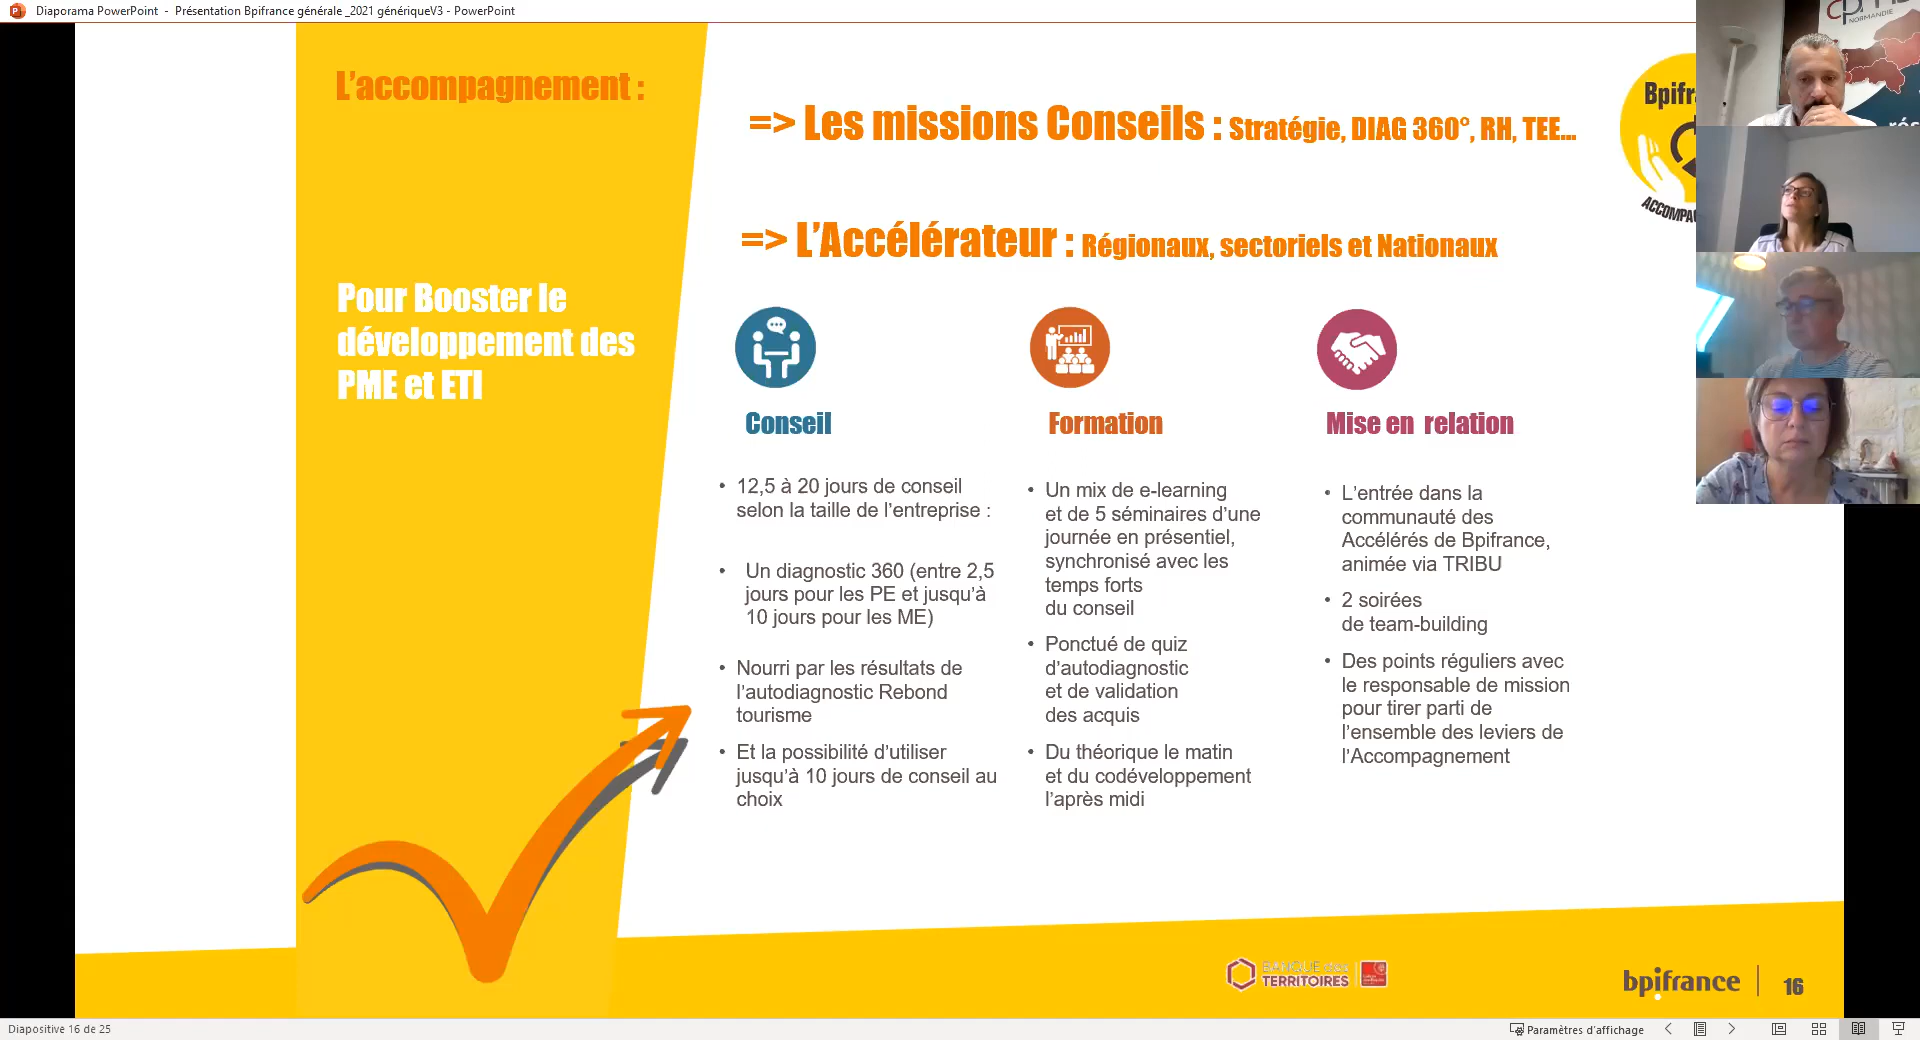 Diaporama PowerPoint - Présentation Bpifrance générale _2021 génériqueV3 - PowerPoint
L'accompagnement :
=> Les missions Conseils : Stratégie, DIAG 360°, RH, TEE...
=> L'Accélérateur : Régionaux, sectoriels et Nationaux
Pour Booster le
développement des
PME et ETI
Conseil
12,5 à 20 jours de conseil
selon la taille de l'entreprise :
Un diagnostic 360 (entre 2,5
jours pour les PE et jusqu'à
10 jours pour les ME)
Nourri par les résultats de
l'autodiagnostic Rebond
tourisme
Et la possibilité d'utiliser
jusqu'à 10 jours de conseil au
choix
Formation
Un mix de e-learning
et de 5 séminaires d'une
journée en présentiel,
synchronisé avec les
temps forts
du conseil
Ponctué de quiz
d'autodiagnostic
et de validation
des acquis
Du théorique le matin
et du codéveloppement
l'après midi
Mise en relation
L'entrée dans la
communauté des
Accélérés de Bpifrance,
animée via TRIBU
2 soirées
de team-building
Des points réguliers avec
le responsable de mission
pour tirer parti de
l'ensemble des leviers de
l'Accompagnement
Bpifr
ACCOMPA
NORMANDIE
BANQUE des
TERRITOIRES
bpifrance
16
Diapositive 16 de 25
Paramètres d'affichage